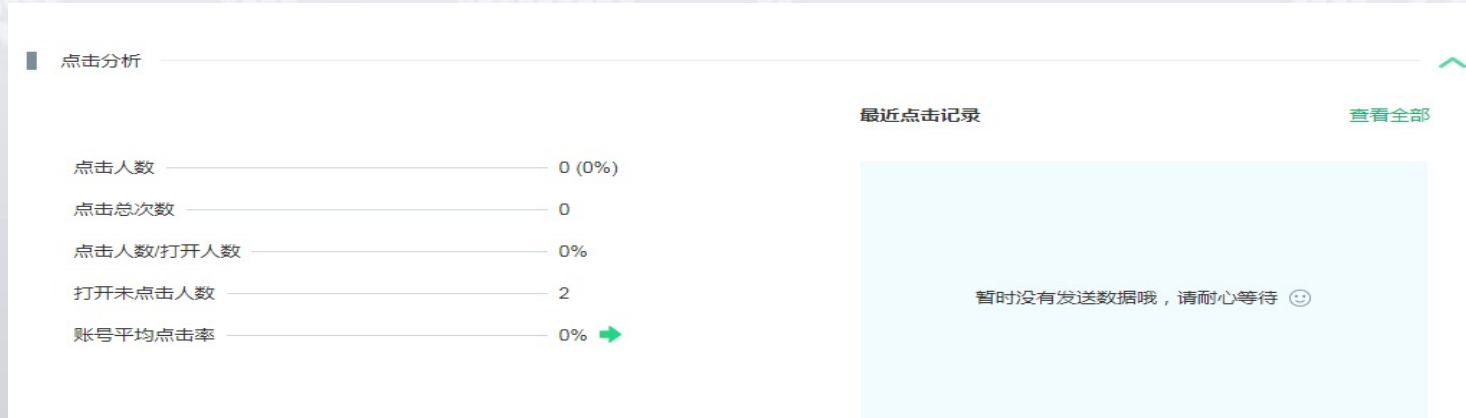 点击分析
最近点击记录 查看全部
点击人数 0 (0%)
点击总次数 0
点击人数/打开人数 0%
打开未点击人数 2
暂时没有发送数据哦，请耐心等待
账号平均点击率 0%